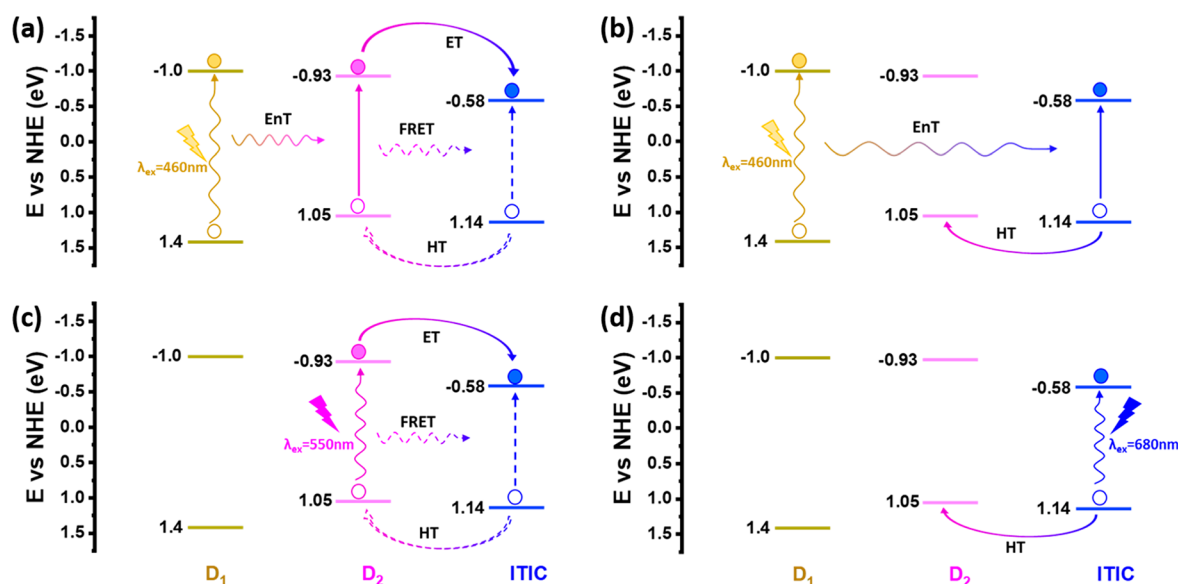 (a)
E vs NHE (eV)
-1.5
-1.0
-0.5
0.0
0.5
1.0
1.5
-1.0
λex=460nm
1.4
EnT
-0.93
1.05
ET
FRET
HT
-0.58
1.14
(b)
E vs NHE (eV)
-1.5
-1.0
-0.5
0.0
0.5
1.0
1.5
-1.0
λex=460nm
1.4
EnT
-0.93
1.05
HT
-0.58
1.14
(c)
E vs NHE (eV)
-1.5
-1.0
-0.5
0.0
0.5
1.0
1.5
-1.0
1.4
-0.93
λex=550nm
1.05
ET
FRET
HT
-0.58
1.14
D1
D2
ITIC
(d)
E vs NHE (eV)
-1.5
-1.0
-0.5
0.0
0.5
1.0
1.5
-1.0
1.4
-0.93
1.05
HT
-0.58
λex=680nm
1.14
D1
D2
ITIC